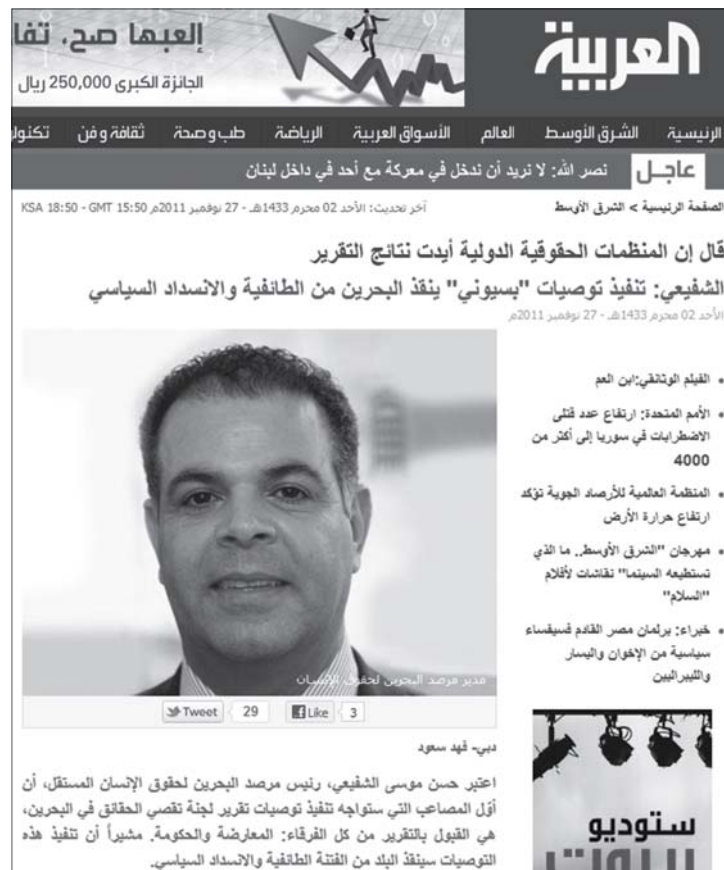 إلعبها صح، تفا
الجائزة الكبرى 250,000 ريال
العربية
الرئيسية الشرق الأوسط العالم الأسواق العربية الرياضة طب وصحة ثقافة وفن تكنولو
عاجـل نصر الله: لا نريد أن ندخل في معركة مع أحد في داخل لبنان
الصفحة الرئيسية > الشرق الأوسط
آخر تحديث: الأحد 02 محرم 1433هـ - 27 نوفمبر 2011م KSA 18:50 - GMT 15:50
قال إن المنظمات الحقوقية الدولية أيدت نتائج التقرير
الشفيعي: تنفيذ توصيات "بسيوني" ينقذ البحرين من الطائفية والانسداد السياسي
الأحد 02 محرم 1433هـ - 27 نوفمبر 2011م
الفيلم الوثائقي:ابن العم
الأمم المتحدة: ارتفاع عدد قتلى
الاضطرابات في سوريا إلى أكثر من
4000
المنظمة العالمية للأرصاد الجوية تؤكد
ارتفاع حرارة الأرض
مهرجان "الشرق الأوسط.. ما الذي
تستطيعه السينما" نقاشات لأفلام
"السلام"
خبراء: برلمان مصر القادم فسيفساء
سياسية من الإخوان واليسار
والليبراليين
مدير مرصد البحرين لحقوق الإنسان
Tweet 29 Like 3
دبي- فهد سعود
اعتبر حسن موسى الشفيعي، رئيس مرصد البحرين لحقوق الإنسان المستقل، أن
أوّل المصاعب التي ستواجه تنفيذ توصيات تقرير لجنة تقصي الحقائق في البحرين،
هي القبول بالتقرير من كل الفرقاء: المعارضة والحكومة. مشيراً أن تنفيذ هذه
التوصيات سينقذ البلد من الفتنة الطائفية والانسداد السياسي.
ستوديو
بيروت